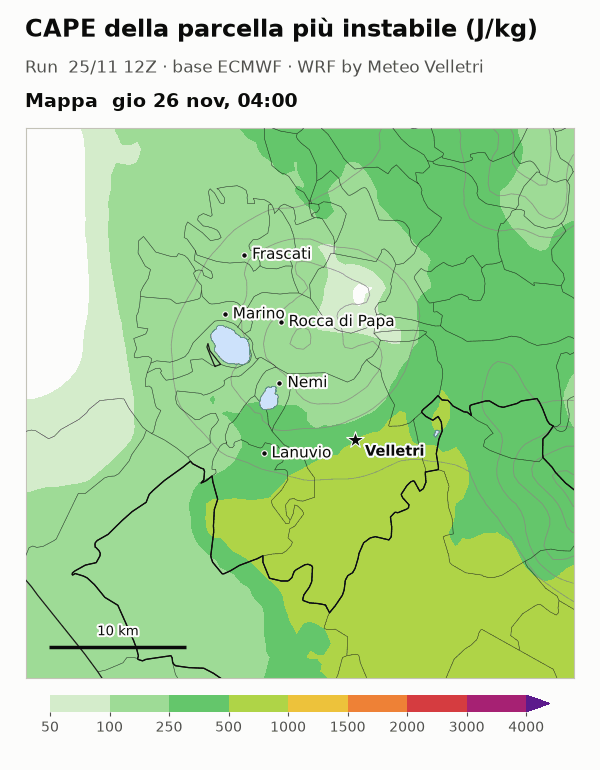 CAPE della parcella più instabile (J/kg)
Run 25/11 12Z · base ECMWF · WRF by Meteo Velletri
Mappa gio 26 nov, 04:00
Frascati
Marino
Rocca di Papa
Nemi
Velletri
Lanuvio
10 km
50 100 250 500 1000 1500 2000 3000 4000